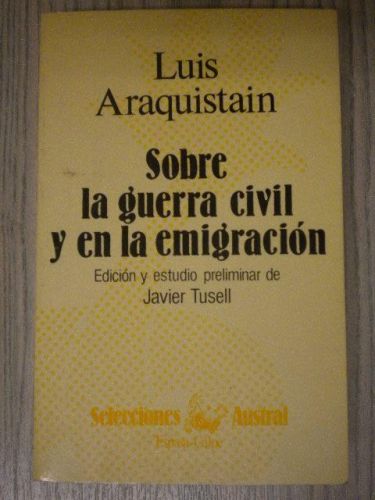 Luis
Araquistain
Sobre
la guerra civil
y en la emigración
Edición y estudio preliminar de
Javier Tusell
Selecciones Austral
Espasa-Calpe